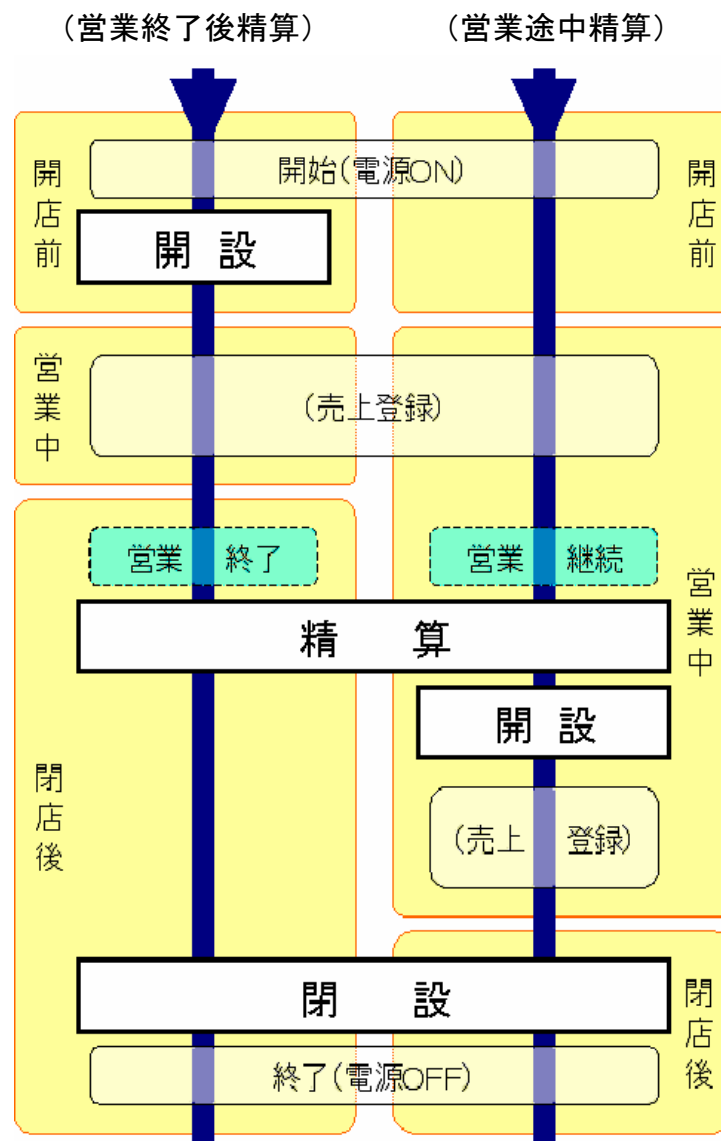 （営業終了後精算）
（営業途中精算）
開店前
開始(電源ON)
開店前
開 設
営業中
(売上登録)
営業 終了
営業 継続
精 算
営業中
開 設
閉店後
(売上 登録)
閉 設
閉店後
終了(電源OFF)